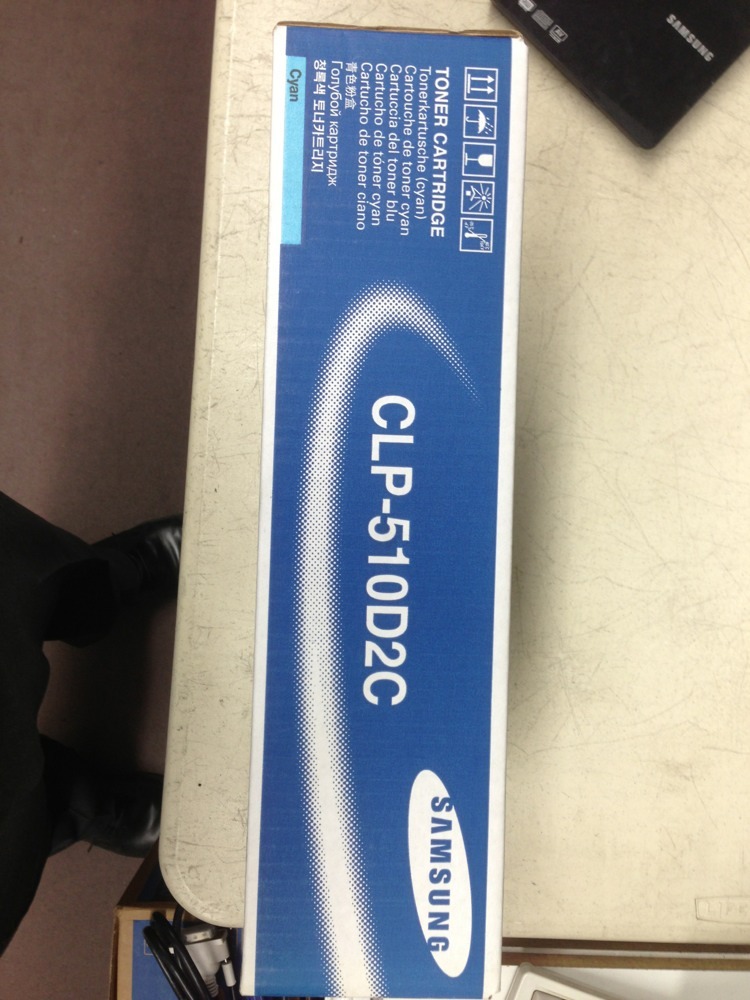 TONER CARTRIDGE
Tonerkartusche (cyan)
Cartouche de toner cyan
Cartuccia del toner blu
Cartucho de tóner cyan
Cartucho de toner ciano
青色粉盒
Голубой картридж
청록색 토너카트리지
Cyan
CLP-510D2C
SAMSUNG
SAMSUNG